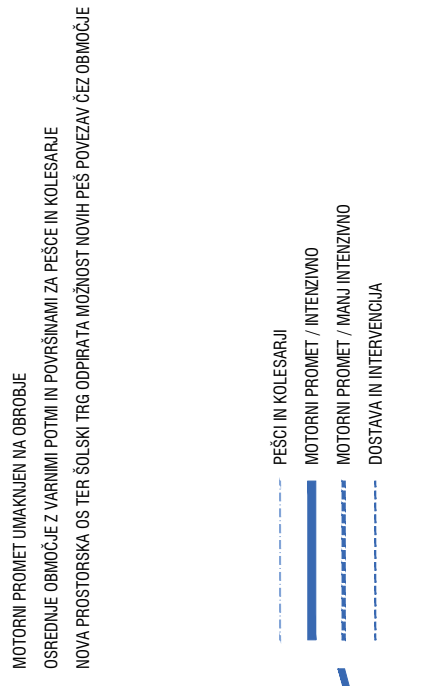 MOTORNI PROMET UMAKNJEN NA OBROBJE
OSREDNJE OBMOČJE Z VARNIMI POTMI IN POVRŠINAMI ZA PEŠCE IN KOLESARJE
NOVA PROSTORSKA OS TER ŠOLSKI TRG ODPIRATA MOŽNOST NOVIH PEŠ POVEZAV ČEZ OBMOČJE
PEŠCI IN KOLESARJI
MOTORNI PROMET / INTENZIVNO
MOTORNI PROMET / MANJ INTENZIVNO
DOSTAVA IN INTERVENCIJA